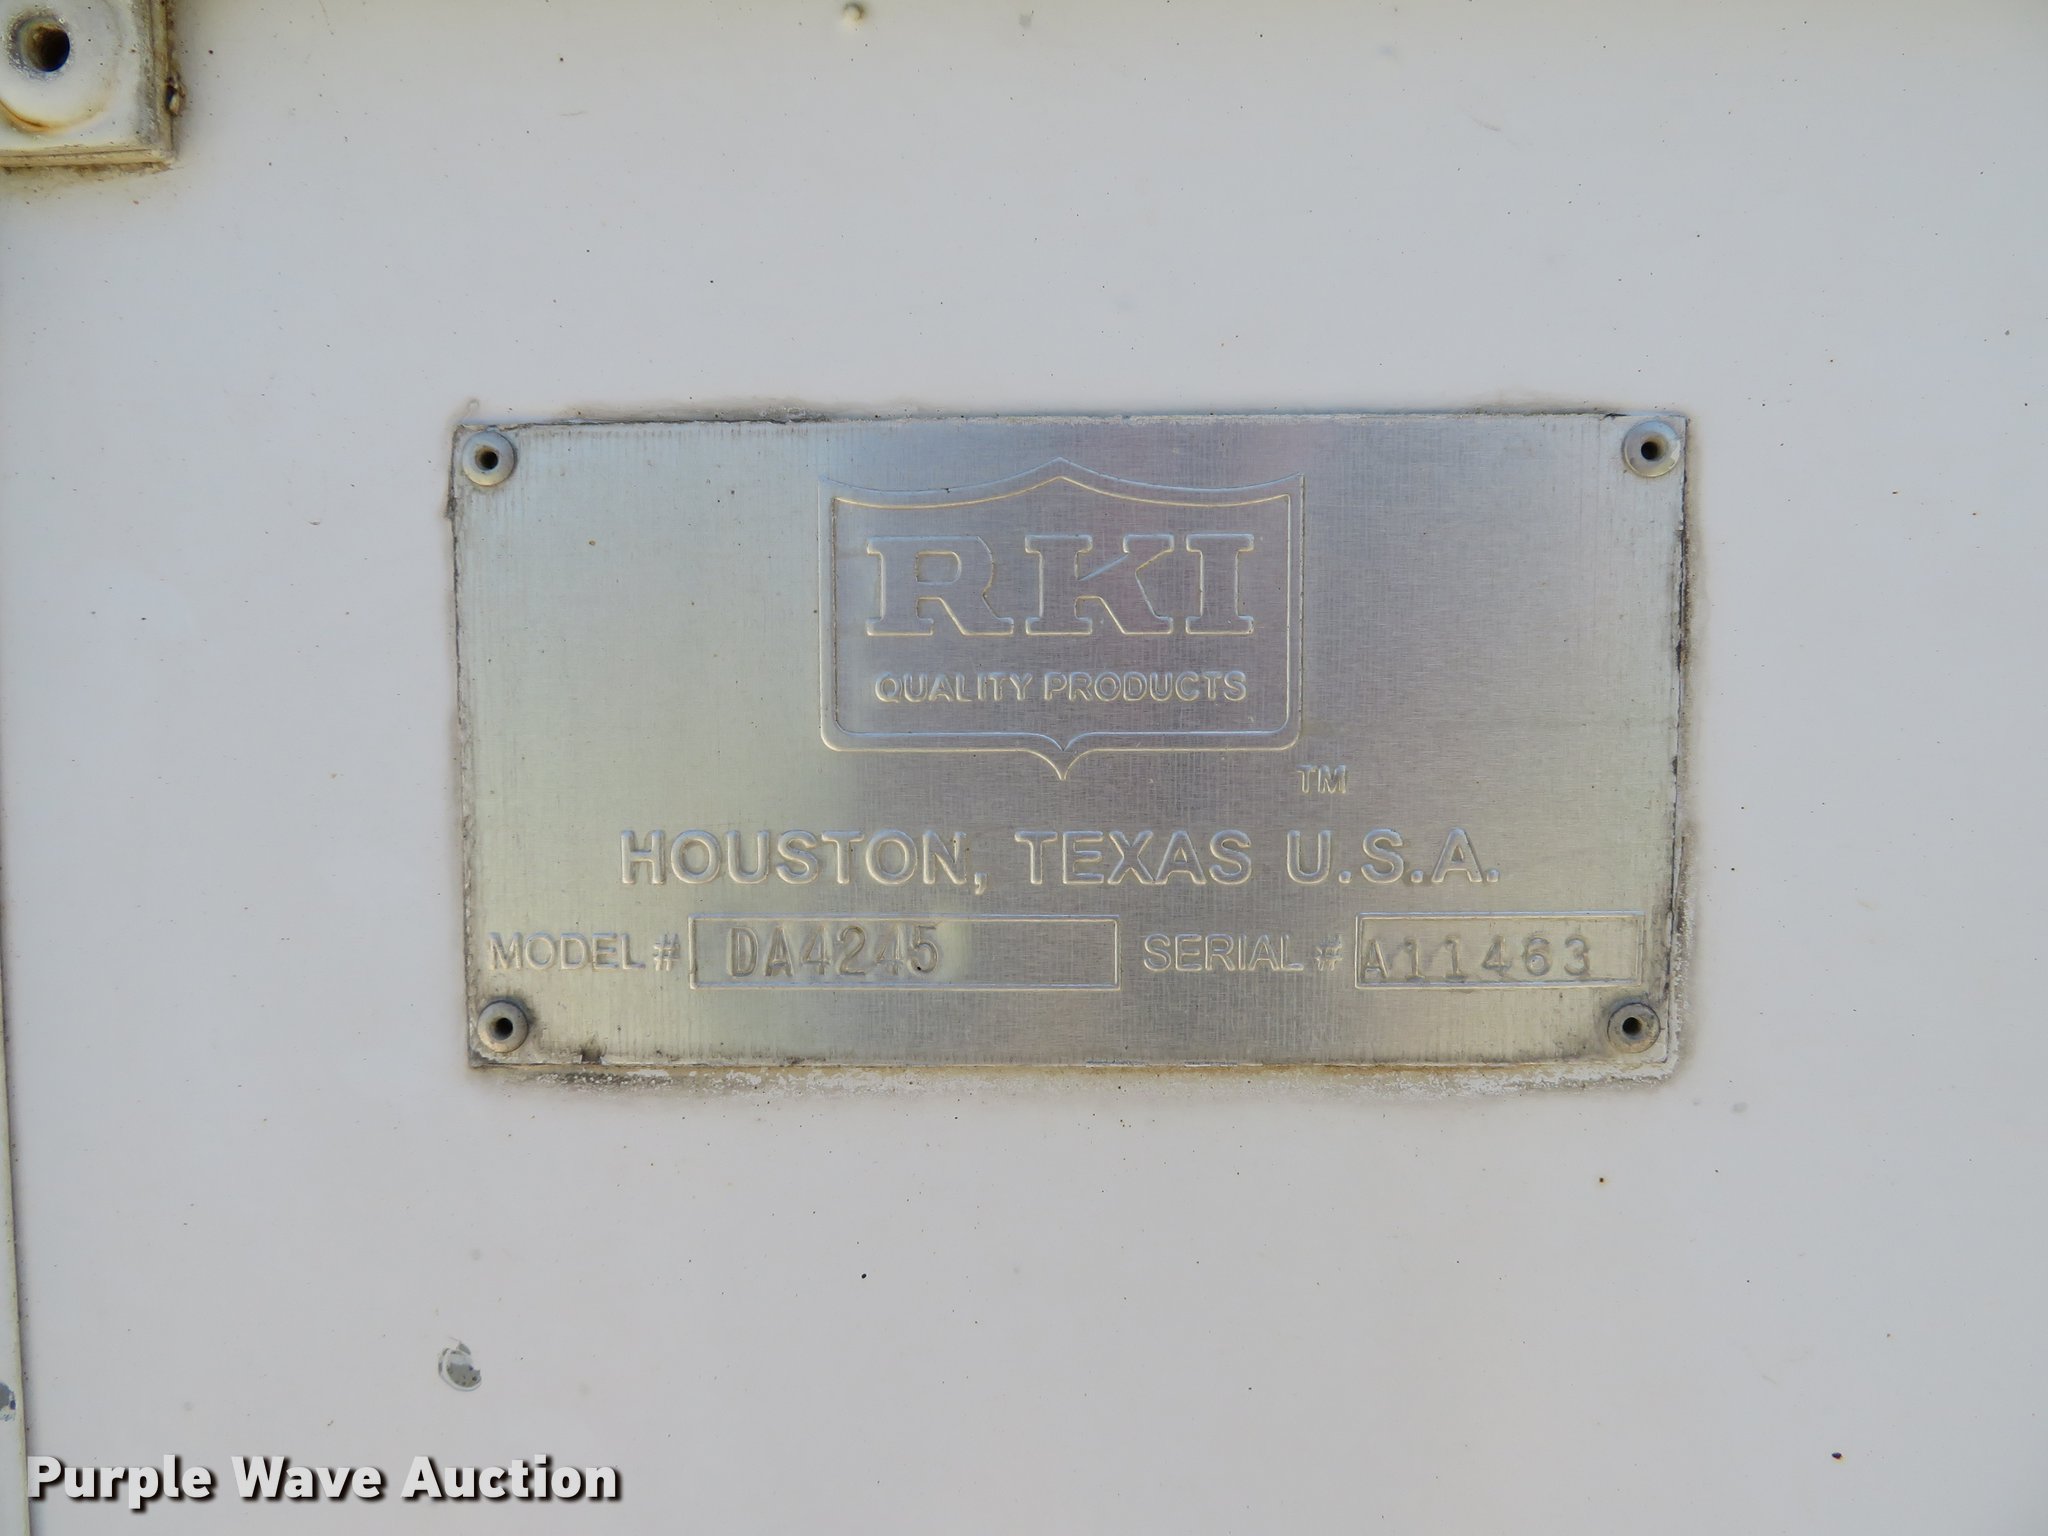 RKI
QUALITY PRODUCTS
TM
HOUSTON, TEXAS U.S.A.
MODEL # DA4245 SERIAL # A11463
Purple Wave Auction